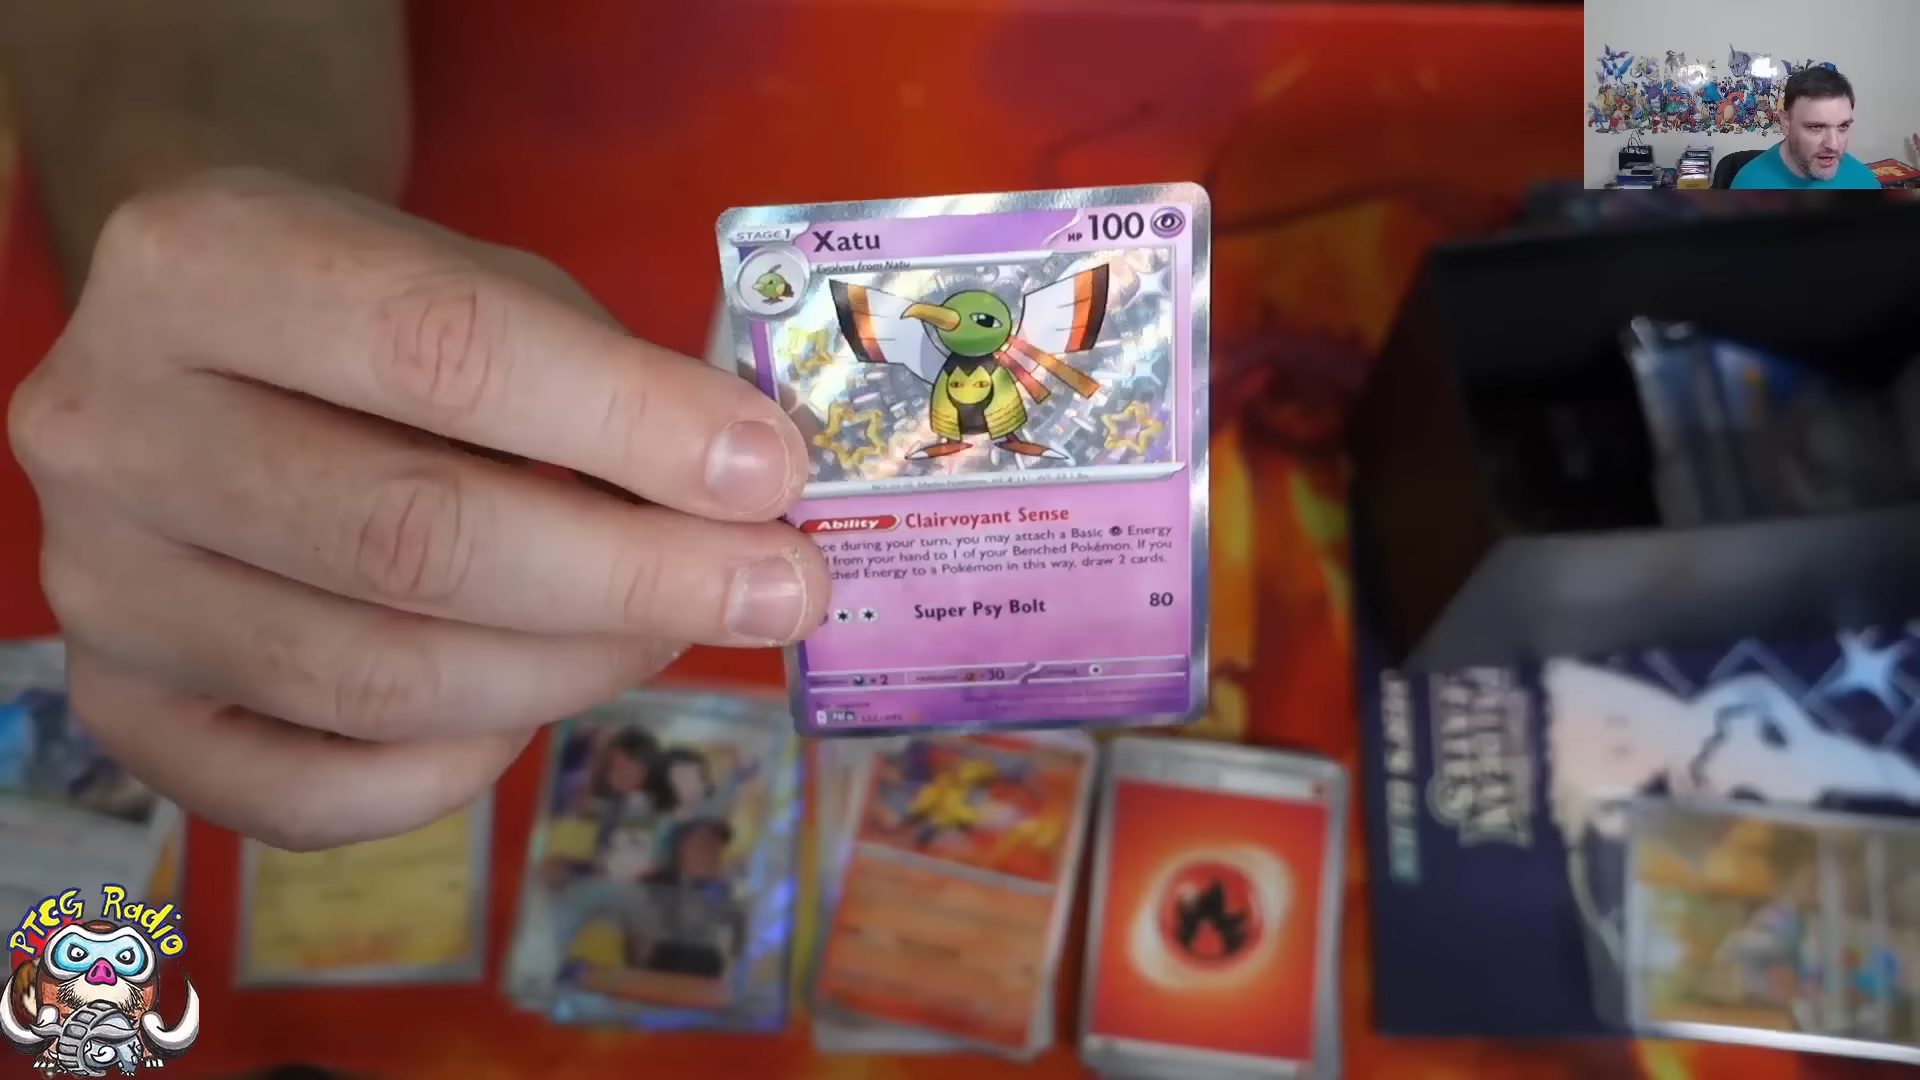 STAGE 1
Xatu
HP 100
Evolves from Natu
Ability Clairvoyant Sense
during your turn, you may attach a Basic Energy
from your hand to 1 of your Benched Pokémon. If you
Energy to a Pokémon in this way, draw 2 cards.
Super Psy Bolt 80
×2
-30
PTCG Radio
PALDEAN
FATES